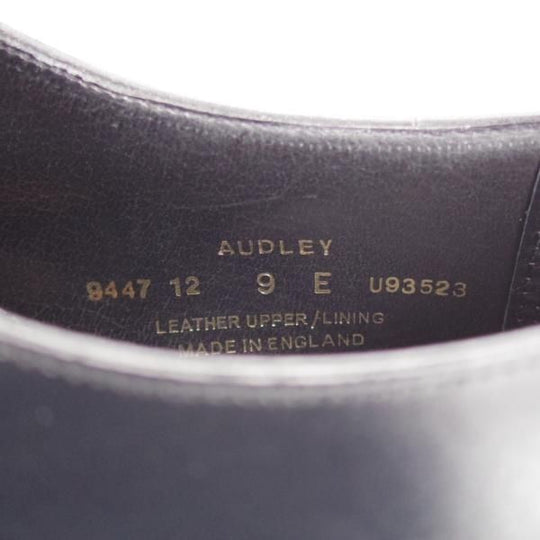 AUDLEY
9447 12 9 E U93523
LEATHER UPPER/LINING
MADE IN ENGLAND